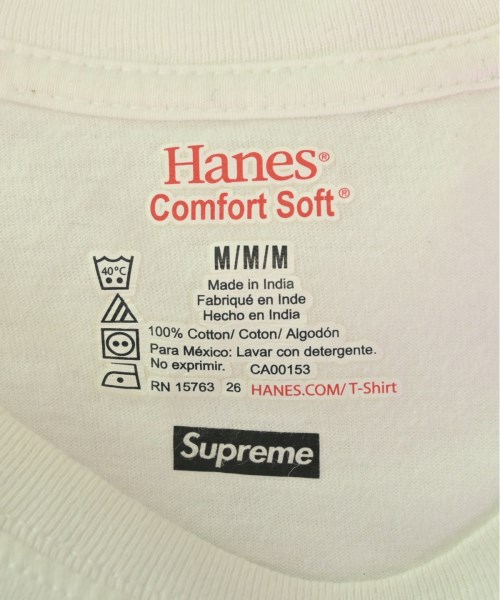 Hanes®
Comfort Soft®
M/M/M
Made in India
Fabriqué en Inde
Hecho en India
40°C
100% Cotton/ Coton/ Algodón
Para México: Lavar con detergente.
No exprimir. CA00153
RN 15763 26 HANES.COM/T-Shirt
Supreme